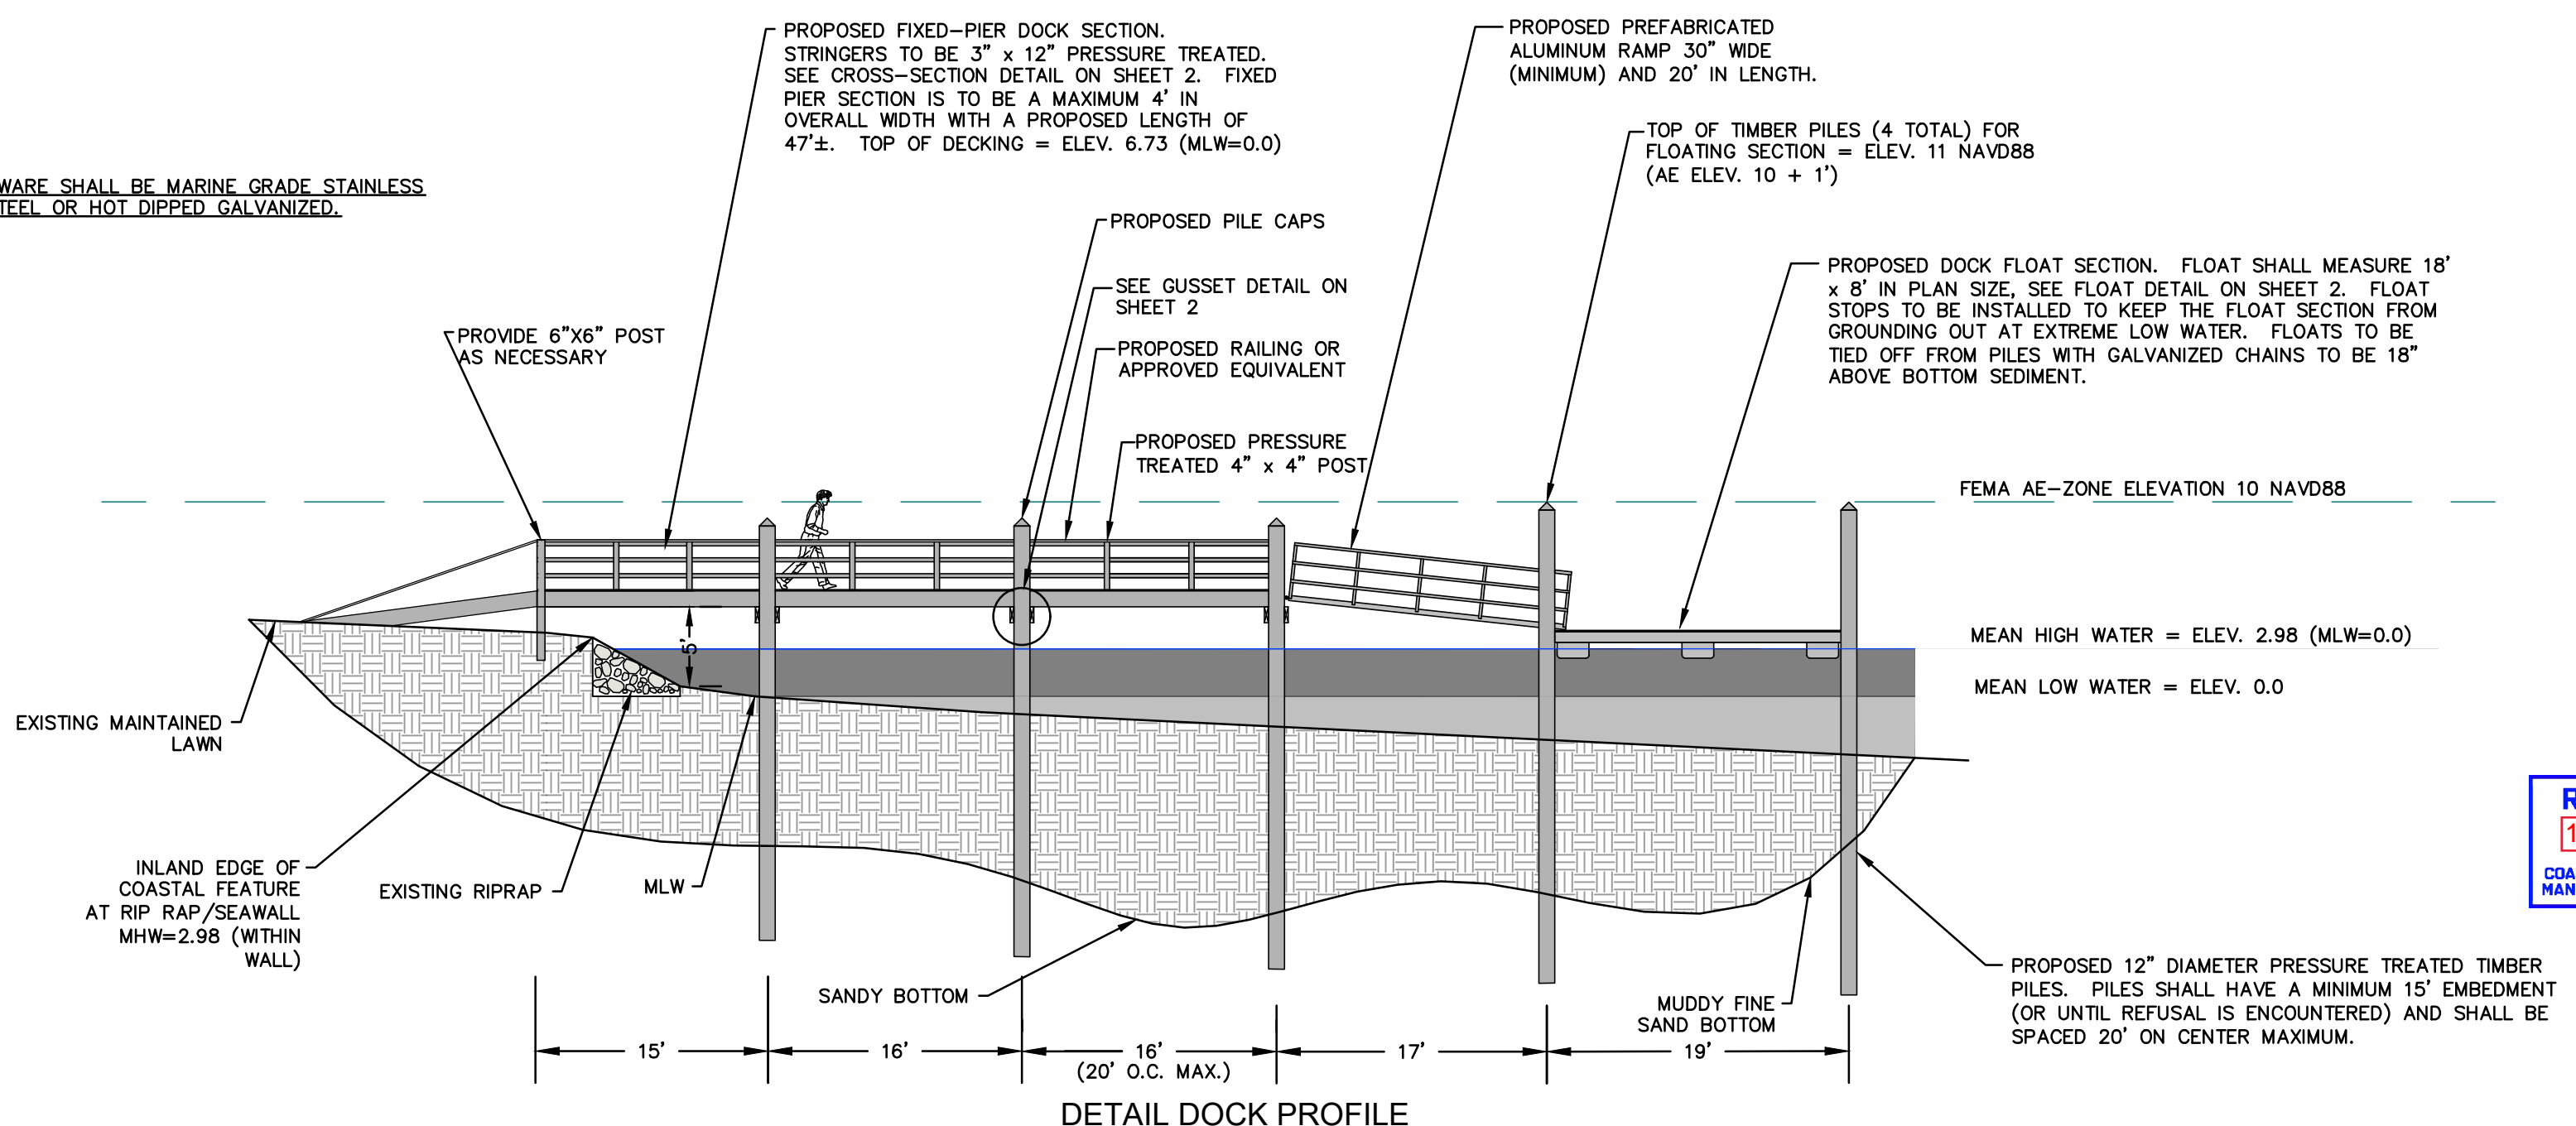 PROPOSED FIXED-PIER DOCK SECTION.
STRINGERS TO BE 3" x 12" PRESSURE TREATED.
SEE CROSS-SECTION DETAIL ON SHEET 2.  FIXED
PIER SECTION IS TO BE A MAXIMUM 4' IN
OVERALL WIDTH WITH A PROPOSED LENGTH OF
47'±.  TOP OF DECKING = ELEV. 6.73 (MLW=0.0)
PROPOSED PREFABRICATED
ALUMINUM RAMP 30" WIDE
(MINIMUM) AND 20' IN LENGTH.
TOP OF TIMBER PILES (4 TOTAL) FOR
FLOATING SECTION = ELEV. 11 NAVD88
(AE ELEV. 10 + 1')
WARE SHALL BE MARINE GRADE STAINLESS
TEEL OR HOT DIPPED GALVANIZED.
PROPOSED PILE CAPS
SEE GUSSET DETAIL ON
SHEET 2
PROPOSED RAILING OR
APPROVED EQUIVALENT
PROPOSED PRESSURE
TREATED 4" x 4" POST
PROPOSED DOCK FLOAT SECTION.  FLOAT SHALL MEASURE 18'
x 8' IN PLAN SIZE, SEE FLOAT DETAIL ON SHEET 2.  FLOAT
STOPS TO BE INSTALLED TO KEEP THE FLOAT SECTION FROM
GROUNDING OUT AT EXTREME LOW WATER.  FLOATS TO BE
TIED OFF FROM PILES WITH GALVANIZED CHAINS TO BE 18"
ABOVE BOTTOM SEDIMENT.
PROVIDE 6"X6" POST
AS NECESSARY
FEMA AE-ZONE ELEVATION 10 NAVD88
MEAN HIGH WATER = ELEV. 2.98 (MLW=0.0)
MEAN LOW WATER = ELEV. 0.0
5'
EXISTING MAINTAINED
LAWN
INLAND EDGE OF
COASTAL FEATURE
AT RIP RAP/SEAWALL
MHW=2.98 (WITHIN
WALL)
EXISTING RIPRAP
MLW
SANDY BOTTOM
MUDDY FINE
SAND BOTTOM
PROPOSED 12" DIAMETER PRESSURE TREATED TIMBER
PILES.  PILES SHALL HAVE A MINIMUM 15' EMBEDMENT
(OR UNTIL REFUSAL IS ENCOUNTERED) AND SHALL BE
SPACED 20' ON CENTER MAXIMUM.
R
1
COA
MAN
15' 16' 16' 17' 19'
(20' O.C. MAX.)
DETAIL DOCK PROFILE